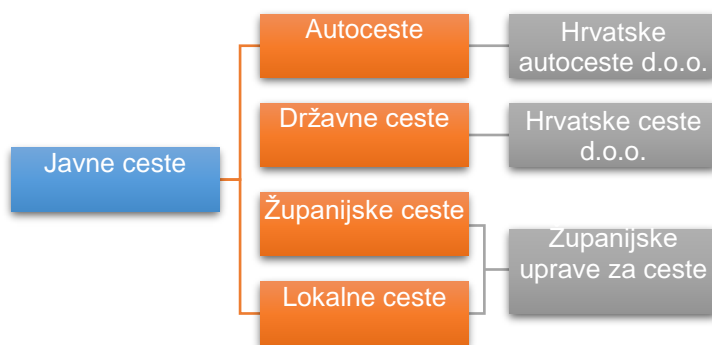 Javne ceste
Autoceste
Hrvatske
autoceste d.o.o.
Državne ceste
Hrvatske ceste
d.o.o.
Županijske ceste
Lokalne ceste
Županijske
uprave za ceste